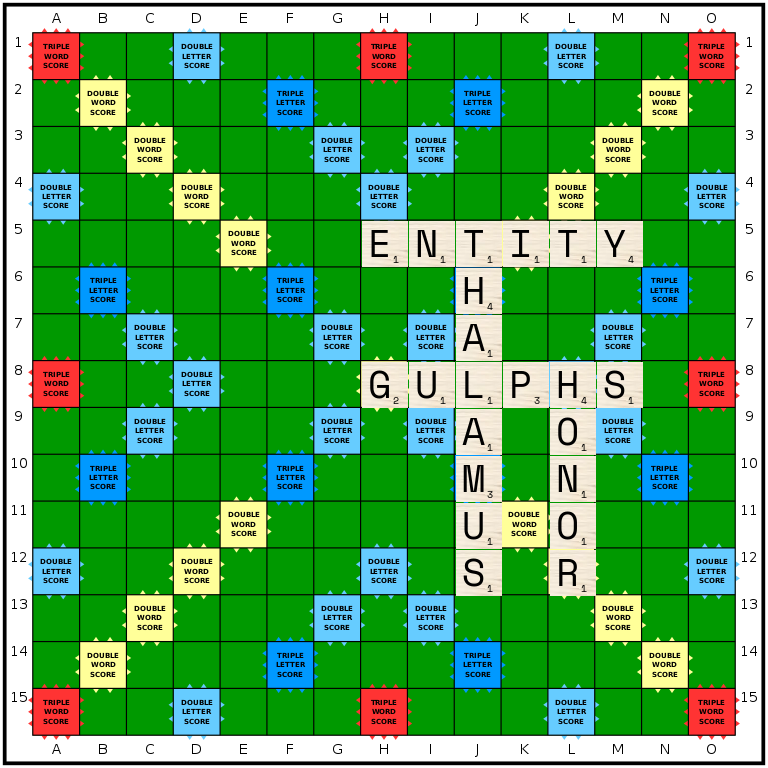 A B C D E F G H I J K L M N O
1 TRIPLE DOUBLE TRIPLE DOUBLE TRIPLE 1
WORD LETTER WORD LETTER WORD
SCORE SCORE SCORE SCORE SCORE
2 DOUBLE TRIPLE TRIPLE DOUBLE 2
WORD LETTER LETTER WORD
SCORE SCORE SCORE SCORE
3 DOUBLE DOUBLE DOUBLE DOUBLE 3
WORD LETTER LETTER WORD
SCORE SCORE SCORE SCORE
4 DOUBLE DOUBLE DOUBLE DOUBLE DOUBLE 4
LETTER WORD LETTER WORD LETTER
SCORE SCORE SCORE SCORE SCORE
5 DOUBLE 5
WORD E1 N1 T1 I1 T1 Y4
SCORE
6 TRIPLE TRIPLE TRIPLE 6
LETTER LETTER H4 LETTER
SCORE SCORE SCORE
7 DOUBLE DOUBLE DOUBLE DOUBLE 7
LETTER LETTER LETTER A1 LETTER
SCORE SCORE SCORE SCORE
8 TRIPLE DOUBLE TRIPLE 8
WORD LETTER G2 U1 L1 P3 H4 S1 WORD
SCORE SCORE SCORE
9 DOUBLE DOUBLE DOUBLE DOUBLE 9
LETTER LETTER LETTER A1 O1 LETTER
SCORE SCORE SCORE SCORE
10 TRIPLE TRIPLE TRIPLE 10
LETTER LETTER M3 N1 LETTER
SCORE SCORE SCORE
11 DOUBLE DOUBLE 11
WORD U1 WORD O1
SCORE SCORE
12 DOUBLE DOUBLE DOUBLE DOUBLE 12
LETTER WORD LETTER S1 R1 LETTER
SCORE SCORE SCORE SCORE
13 DOUBLE DOUBLE DOUBLE DOUBLE 13
WORD LETTER LETTER WORD
SCORE SCORE SCORE SCORE
14 DOUBLE TRIPLE TRIPLE DOUBLE 14
WORD LETTER LETTER WORD
SCORE SCORE SCORE SCORE
15 TRIPLE DOUBLE TRIPLE DOUBLE TRIPLE 15
WORD LETTER WORD LETTER WORD
SCORE SCORE SCORE SCORE SCORE
A B C D E F G H I J K L M N O